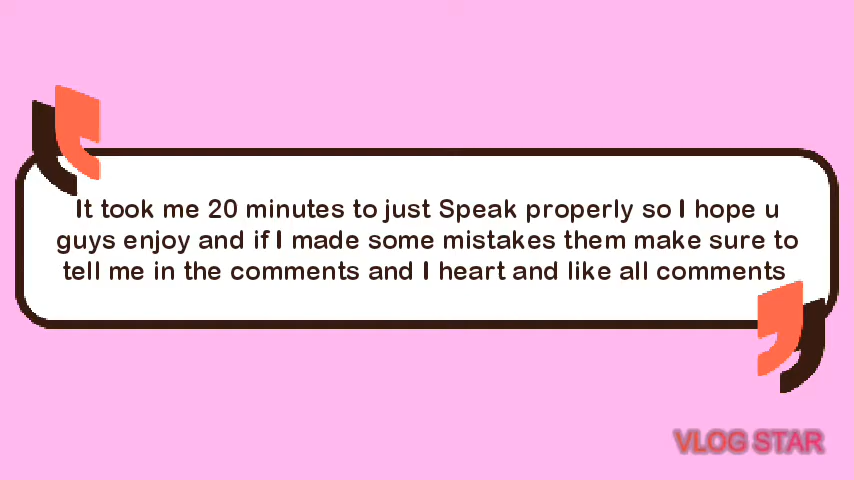 It took me 20 minutes to just Speak properly so I hope u
guys enjoy and if I made some mistakes them make sure to
tell me in the comments and I heart and like all comments
VLOG STAR